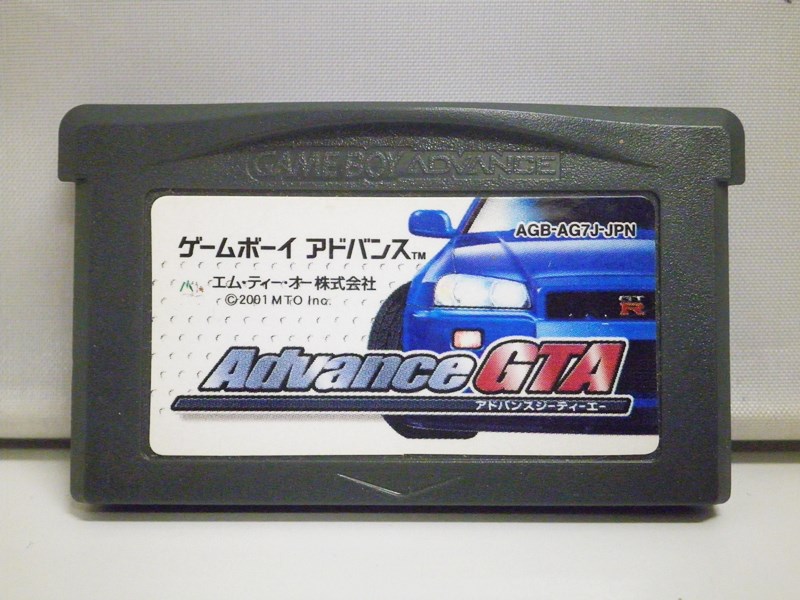 GAME BOY ADVANCE
ゲームボーイ アドバンス™
AGB-AG7J-JPN
エム・ティー・オー株式会社
©2001 MTO Inc.
GT R
Advance GTA
アドバンスジーティーエー